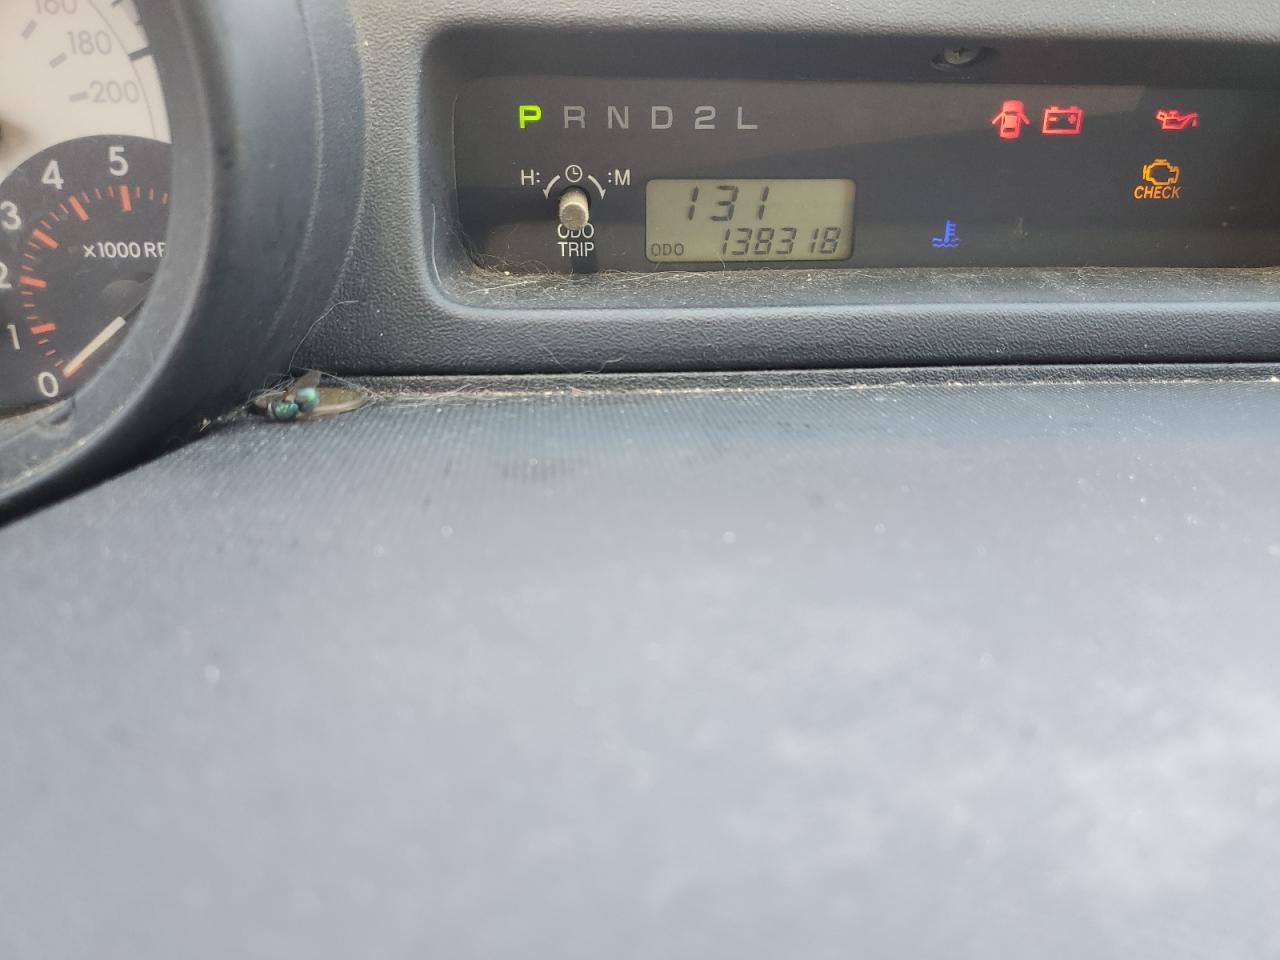 160
180
200
5
4
3
2
1
0
x1000 RP
P R N D 2 L
H: :M
ODO
TRIP
131
ODO 138318
CHECK